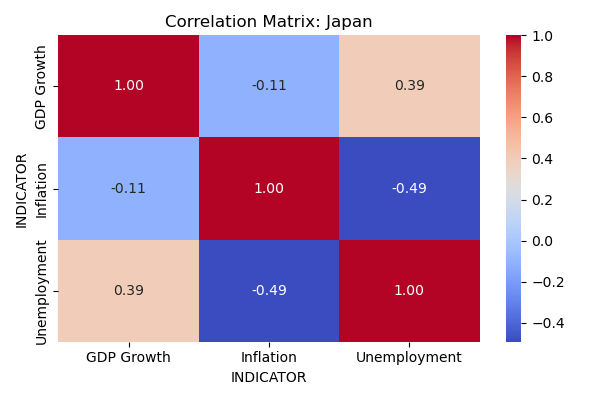 Correlation Matrix: Japan
INDICATOR
GDP Growth
1.00
-0.11
0.39
Inflation
-0.11
1.00
-0.49
Unemployment
0.39
-0.49
1.00
GDP Growth
Inflation
Unemployment
INDICATOR
1.0
0.8
0.6
0.4
0.2
0.0
−0.2
−0.4